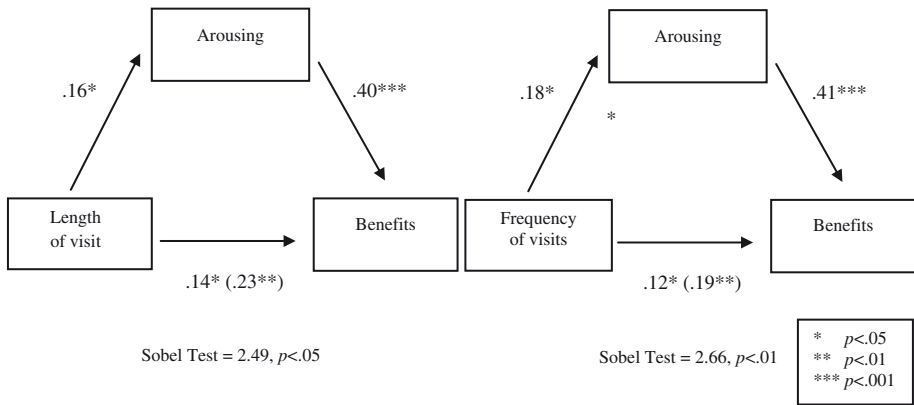 Arousing
.16*
.40***
Length
of visit
Benefits
.14* (.23**)
Sobel Test = 2.49, p<.05
Arousing
.18*
*
.41***
Frequency
of visits
Benefits
.12* (.19**)
Sobel Test = 2.66, p<.01
* p<.05
** p<.01
*** p<.001